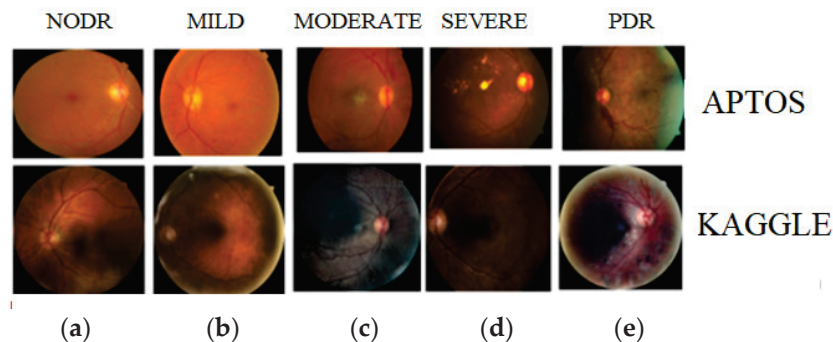 NODR MILD MODERATE SEVERE PDR
APTOS
KAGGLE
(a) (b) (c) (d) (e)